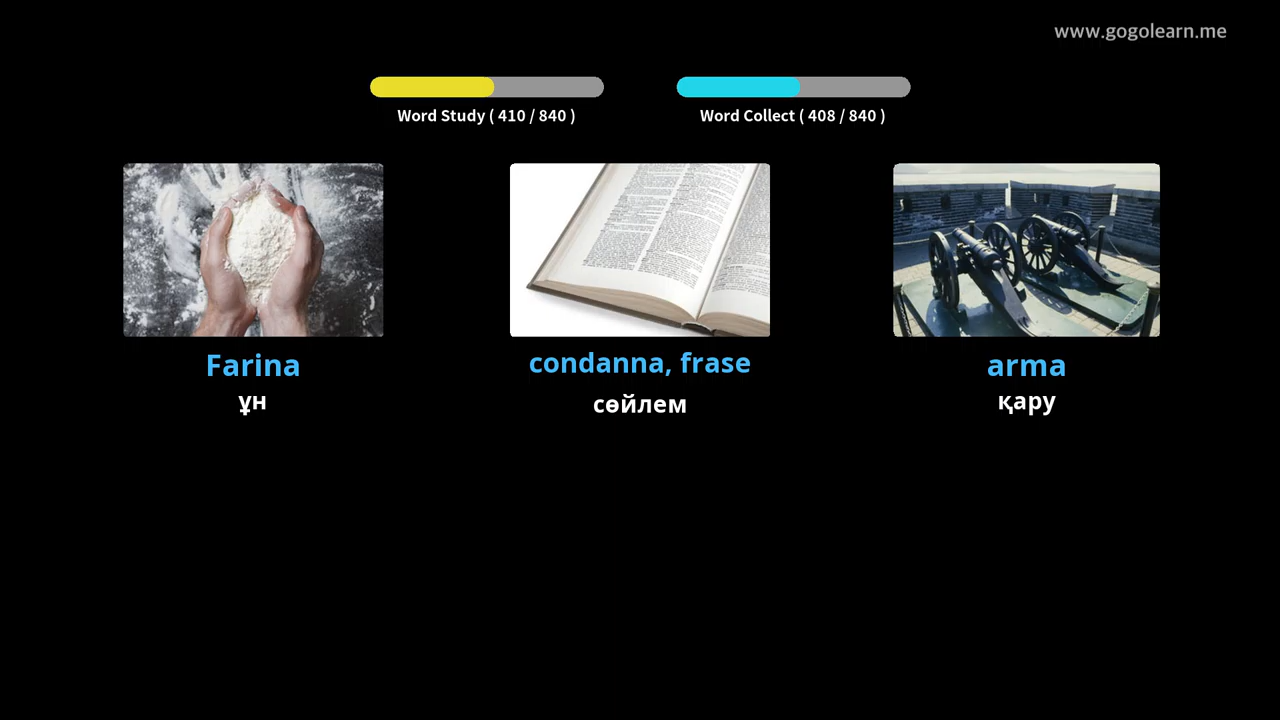 www.gogolearn.me
Word Study ( 410 / 840 )
Word Collect ( 408 / 840 )
Farina
ұн
condanna, frase
сөйлем
arma
қару